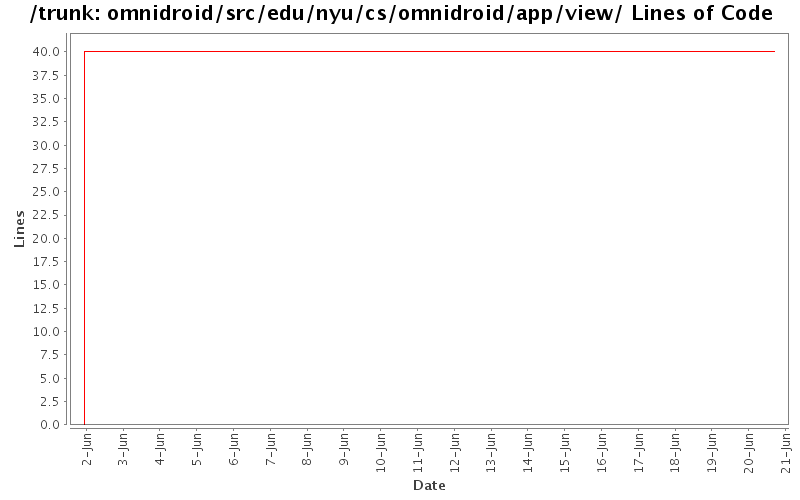 /trunk: omnidroid/src/edu/nyu/cs/omnidroid/app/view/ Lines of Code
40.0
37.5
35.0
32.5
30.0
27.5
25.0
22.5
20.0
17.5
15.0
12.5
10.0
7.5
5.0
2.5
0.0
Lines
2-Jun
3-Jun
4-Jun
5-Jun
6-Jun
7-Jun
8-Jun
9-Jun
10-Jun
11-Jun
12-Jun
13-Jun
14-Jun
15-Jun
16-Jun
17-Jun
18-Jun
19-Jun
20-Jun
21-Jun
Date